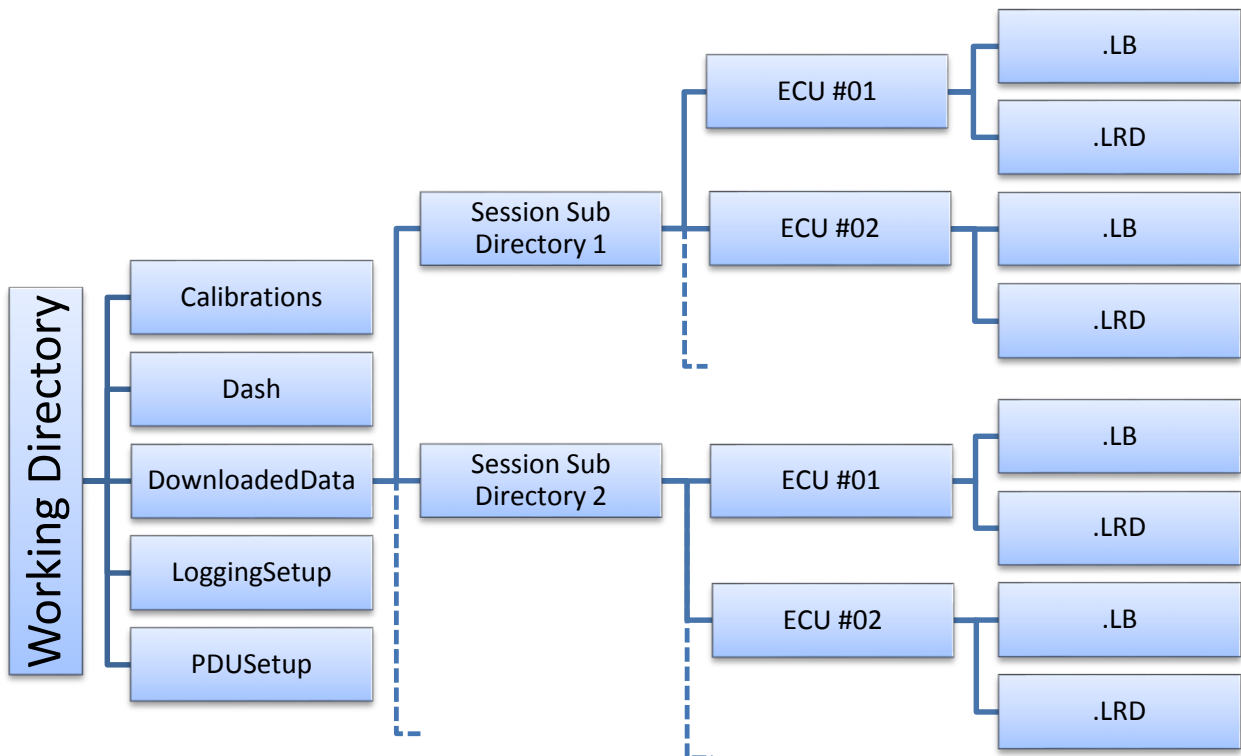 Working Directory
Calibrations
Dash
DownloadedData
LoggingSetup
PDUSetup
Session Sub
Directory 1
ECU #01
.LB
.LRD
ECU #02
.LB
.LRD
Session Sub
Directory 2
ECU #01
.LB
.LRD
ECU #02
.LB
.LRD